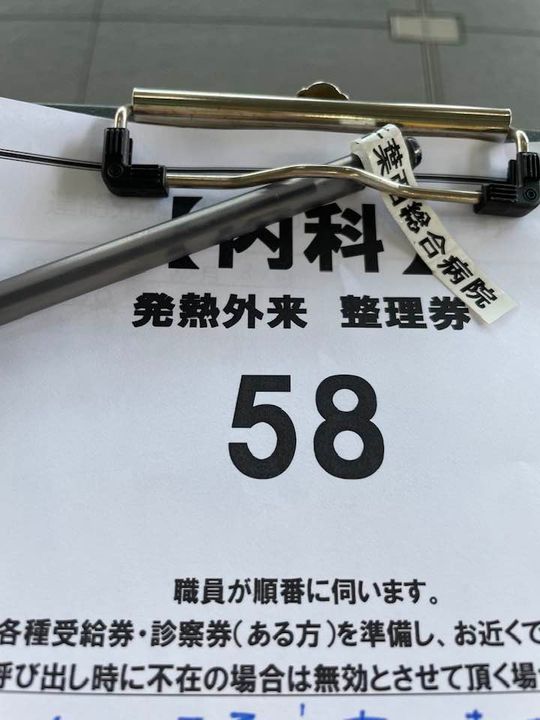 総合病院
【内科】
発熱外来 整理券
58
職員が順番に伺います。
各種受給券・診察券(ある方)を準備し、お近くで
呼び出し時に不在の場合は無効とさせて頂く場